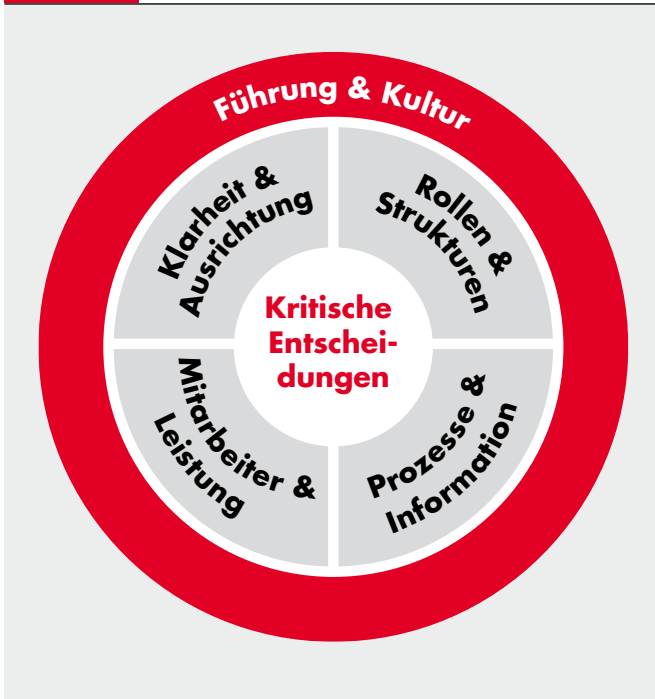 Führung & Kultur
Klarheit &
Ausrichtung
Rollen &
Strukturen
Kritische
Entschei-
dungen
Mitarbeiter &
Leistung
Prozesse &
Information